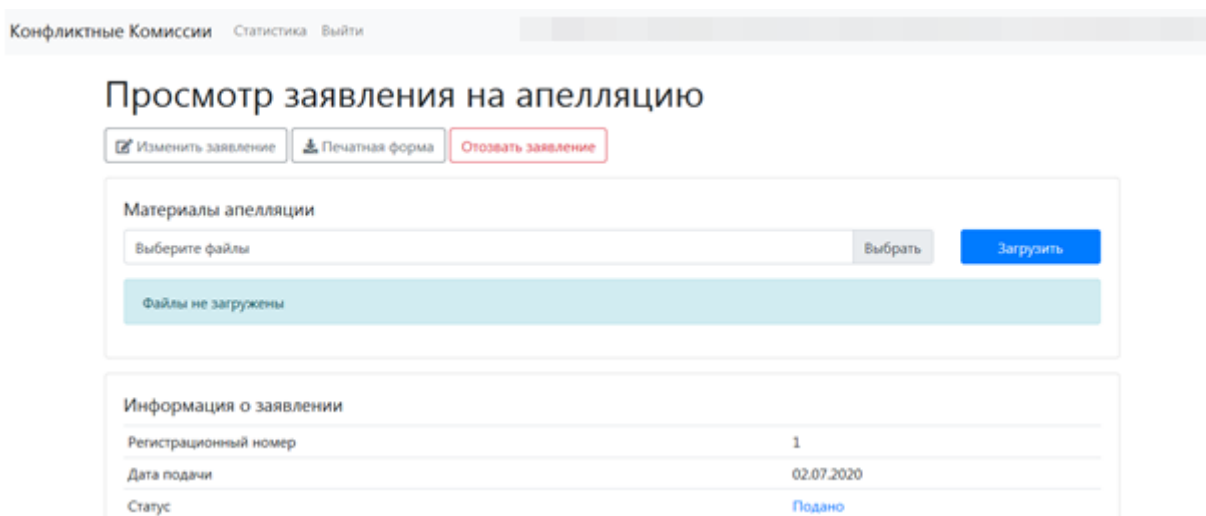 Конфликтные Комиссии Статистика Выйти
Просмотр заявления на апелляцию
Изменить заявление Печатная форма Отозвать заявление
Материалы апелляции
Выберите файлы Выбрать Загрузить
Файлы не загружены
Информация о заявлении
Регистрационный номер 1
Дата подачи 02.07.2020
Статус Подано